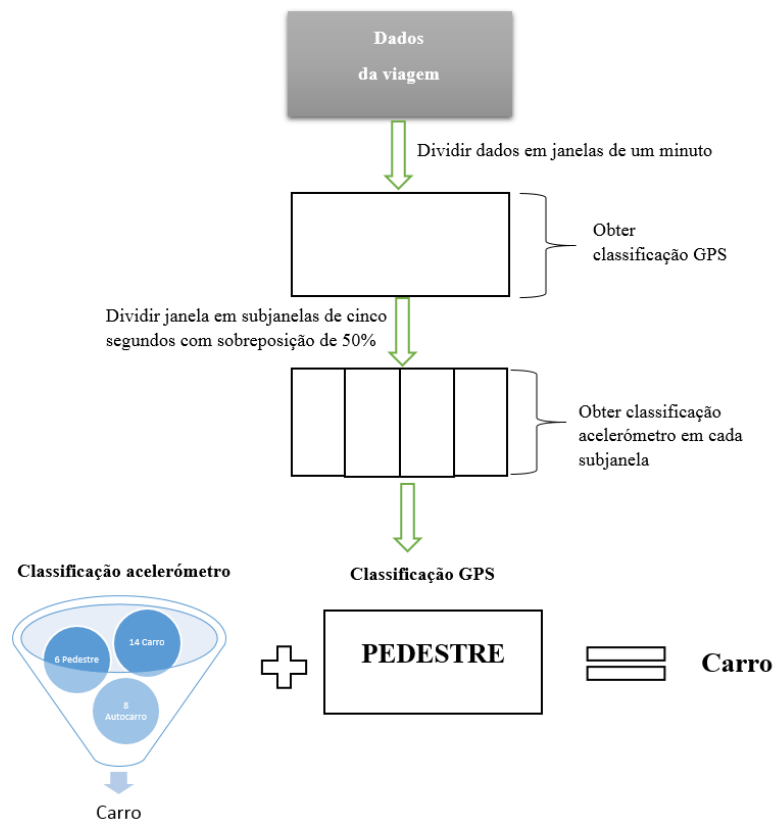 Dados
da viagem
Dividir dados em janelas de um minuto
Obter
classificação GPS
Dividir janela em subjanelas de cinco
segundos com sobreposição de 50%
Obter classificação
acelerómetro em cada
subjanela
Classificação acelerómetro
Classificação GPS
14 Carro
6 Pedestre
8
Autocarro
PEDESTRE
Carro
Carro